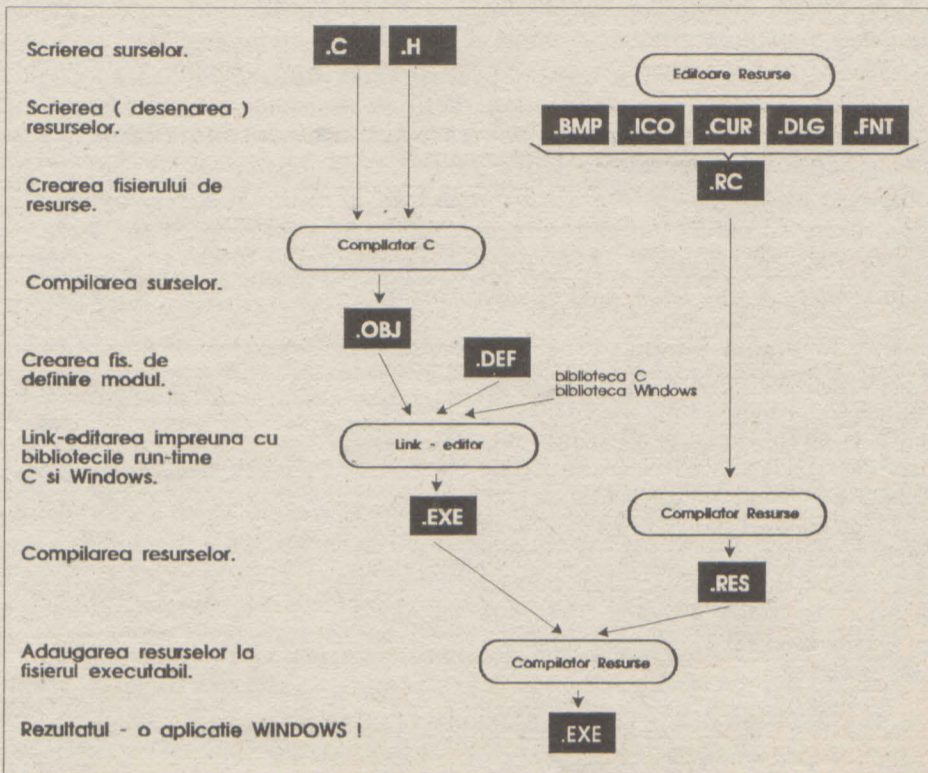 Scrierea surselor.
.C
.H
Editoare Resurse
Scrierea ( desenarea )
resurselor.
.BMP
.ICO
.CUR
.DLG
.FNT
Crearea fisierului de
resurse.
.RC
Compilator C
Compilarea surselor.
.OBJ
Crearea fis. de
definire modul.
.DEF
biblioteca C
biblioteca Windows
Link-editarea impreuna cu
bibliotecile run-time
C si Windows.
Link - editor
.EXE
Compilator Resurse
Compilarea resurselor.
.RES
Adaugarea resurselor la
fisierul executabil.
Compilator Resurse
Rezultatul - o aplicatie WINDOWS !
.EXE